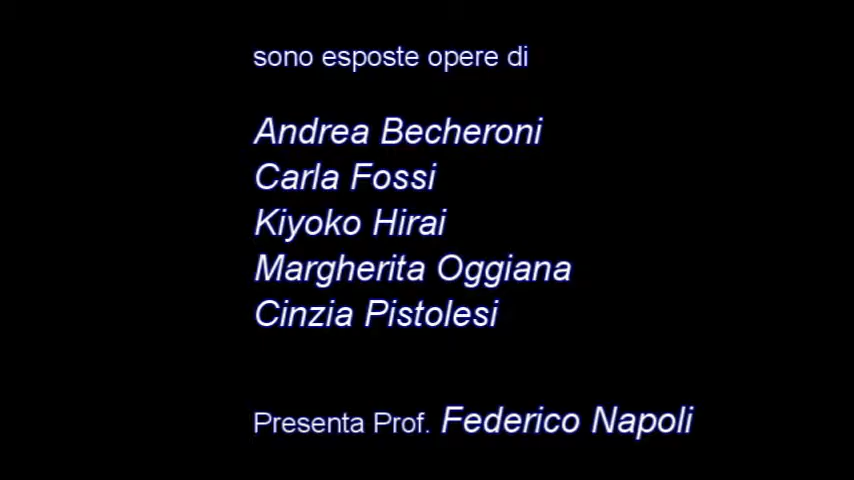 sono esposte opere di
Andrea Becheroni
Carla Fossi
Kiyoko Hirai
Margherita Oggiana
Cinzia Pistolesi
Presenta Prof. Federico Napoli